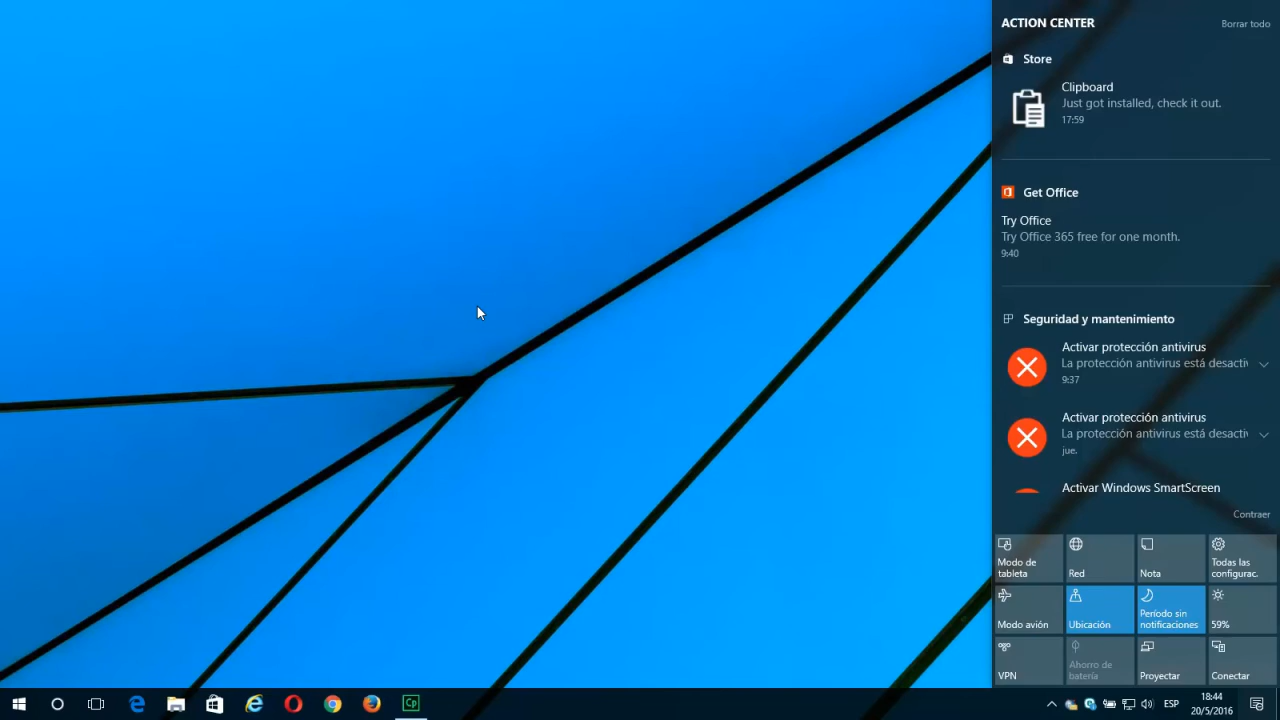 ACTION CENTER
Borrar todo
Store
Clipboard
Just got installed, check it out.
17:59
Get Office
Try Office
Try Office 365 free for one month.
9:40
Seguridad y mantenimiento
Activar protección antivirus
La protección antivirus está desactiv
9:37
Activar protección antivirus
La protección antivirus está desactiv
jue.
Activar Windows SmartScreen
Contraer
Modo de
tableta
Red
Nota
Todas las
configurac.
Modo avión
Ubicación
Período sin
notificaciones
59%
VPN
Ahorro de
batería
Proyectar
Conectar
Cp
ESP
18:44
20/5/2016